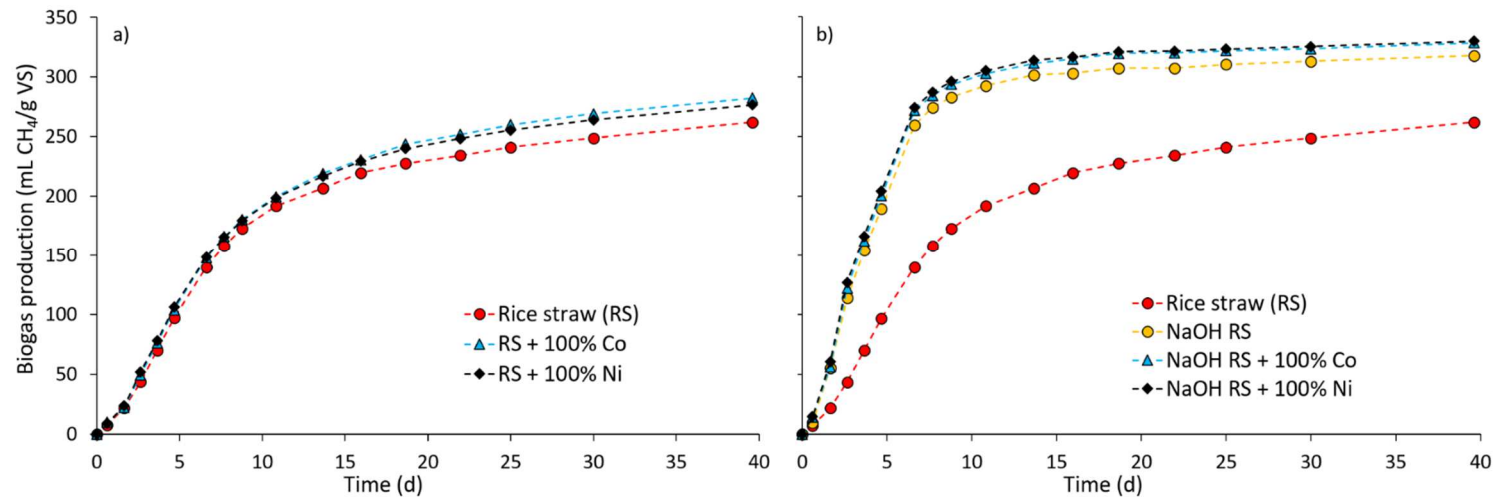 Biogas production (mL CH₄/g VS)
350
300
250
200
150
100
50
0
a)
Rice straw (RS)
RS + 100% Co
RS + 100% Ni
0 5 10 15 20 25 30 35 40
Time (d)
b)
Rice straw (RS)
NaOH RS
NaOH RS + 100% Co
NaOH RS + 100% Ni
0 5 10 15 20 25 30 35 40
Time (d)